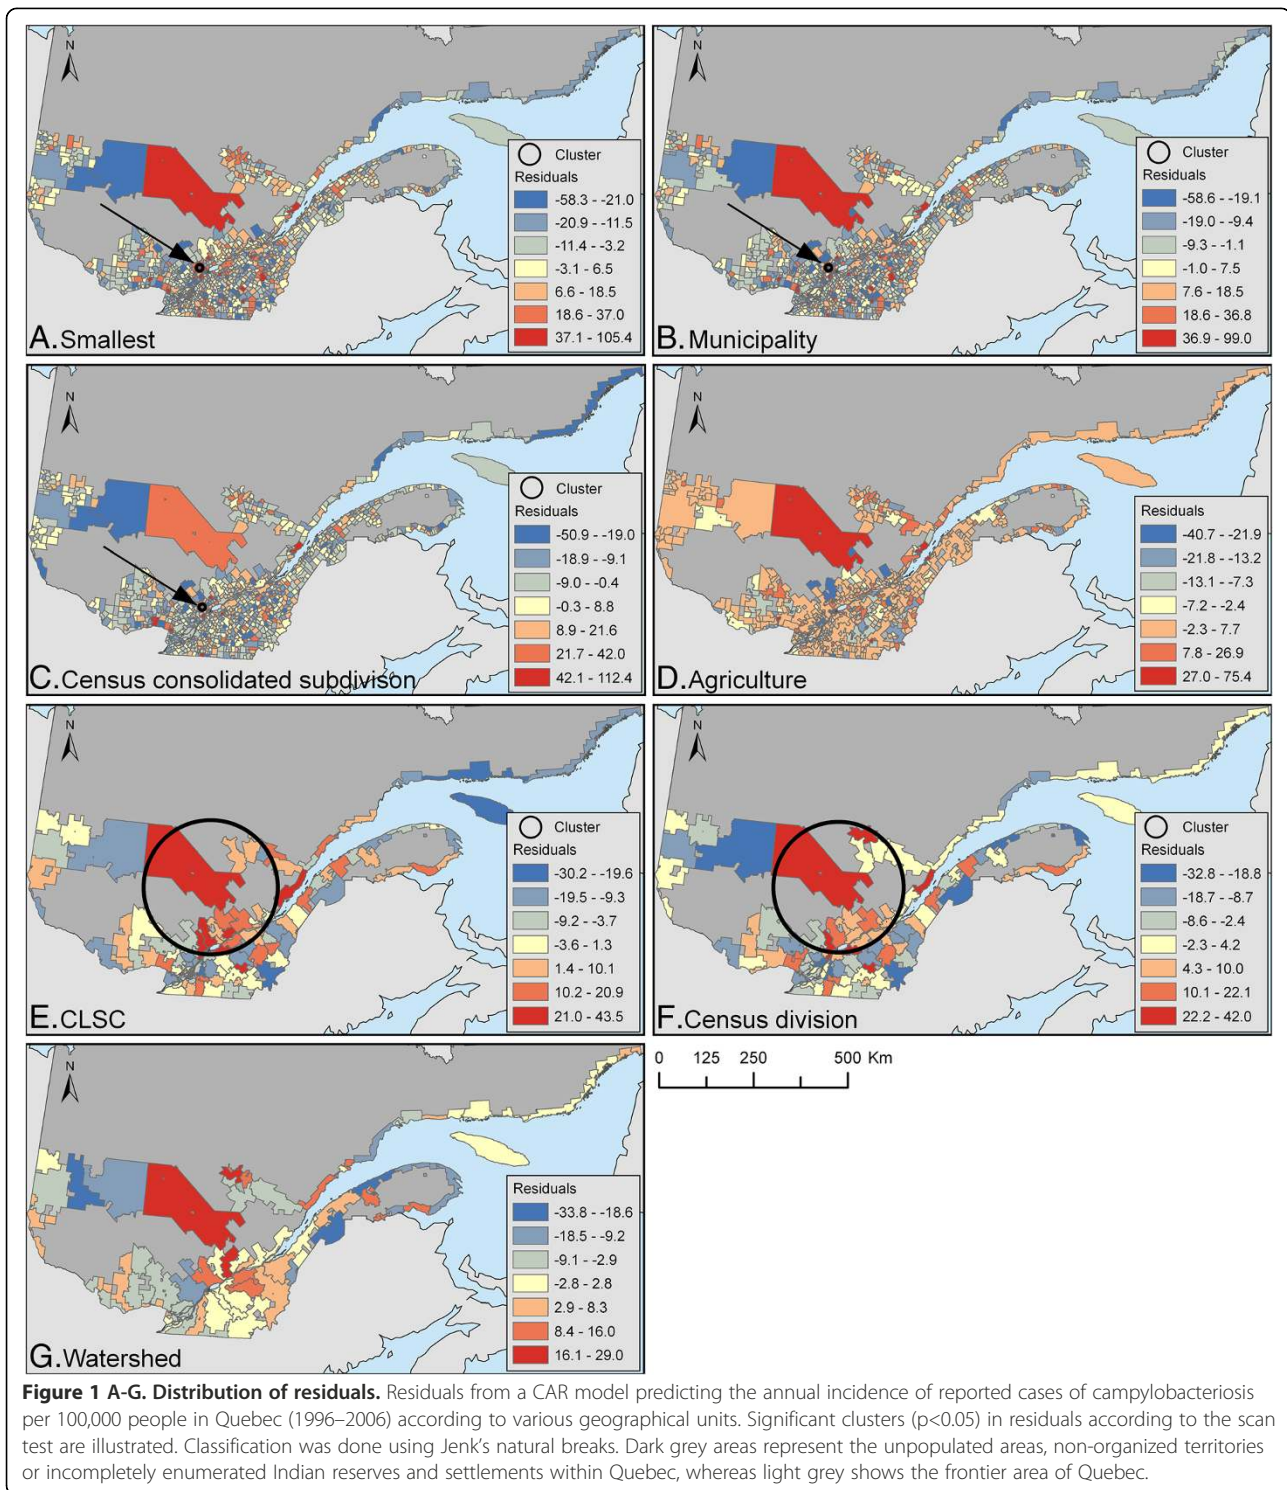 N
Cluster
Residuals
-58.3 - -21.0
-20.9 - -11.5
-11.4 - -3.2
-3.1 - 6.5
6.6 - 18.5
18.6 - 37.0
37.1 - 105.4
A. Smallest
N
Cluster
Residuals
-58.6 - -19.1
-19.0 - -9.4
-9.3 - -1.1
-1.0 - 7.5
7.6 - 18.5
18.6 - 36.8
36.9 - 99.0
B. Municipality
N
Cluster
Residuals
-50.9 - -19.0
-18.9 - -9.1
-9.0 - -0.4
-0.3 - 8.8
8.9 - 21.6
21.7 - 42.0
42.1 - 112.4
C. Census consolidated subdivison
N
Residuals
-40.7 - -21.9
-21.8 - -13.2
-13.1 - -7.3
-7.2 - -2.4
-2.3 - 7.7
7.8 - 26.9
27.0 - 75.4
D. Agriculture
N
Cluster
Residuals
-30.2 - -19.6
-19.5 - -9.3
-9.2 - -3.7
-3.6 - 1.3
1.4 - 10.1
10.2 - 20.9
21.0 - 43.5
E. CLSC
N
Cluster
Residuals
-32.8 - -18.8
-18.7 - -8.7
-8.6 - -2.4
-2.3 - 4.2
4.3 - 10.0
10.1 - 22.1
22.2 - 42.0
F. Census division
0 125 250 500 Km
N
Residuals
-33.8 - -18.6
-18.5 - -9.2
-9.1 - -2.9
-2.8 - 2.8
2.9 - 8.3
8.4 - 16.0
16.1 - 29.0
G. Watershed
Figure 1 A-G. Distribution of residuals. Residuals from a CAR model predicting the annual incidence of reported cases of campylobacteriosis
per 100,000 people in Quebec (1996–2006) according to various geographical units. Significant clusters (p<0.05) in residuals according to the scan
test are illustrated. Classification was done using Jenk's natural breaks. Dark grey areas represent the unpopulated areas, non-organized territories
or incompletely enumerated Indian reserves and settlements within Quebec, whereas light grey shows the frontier area of Quebec.